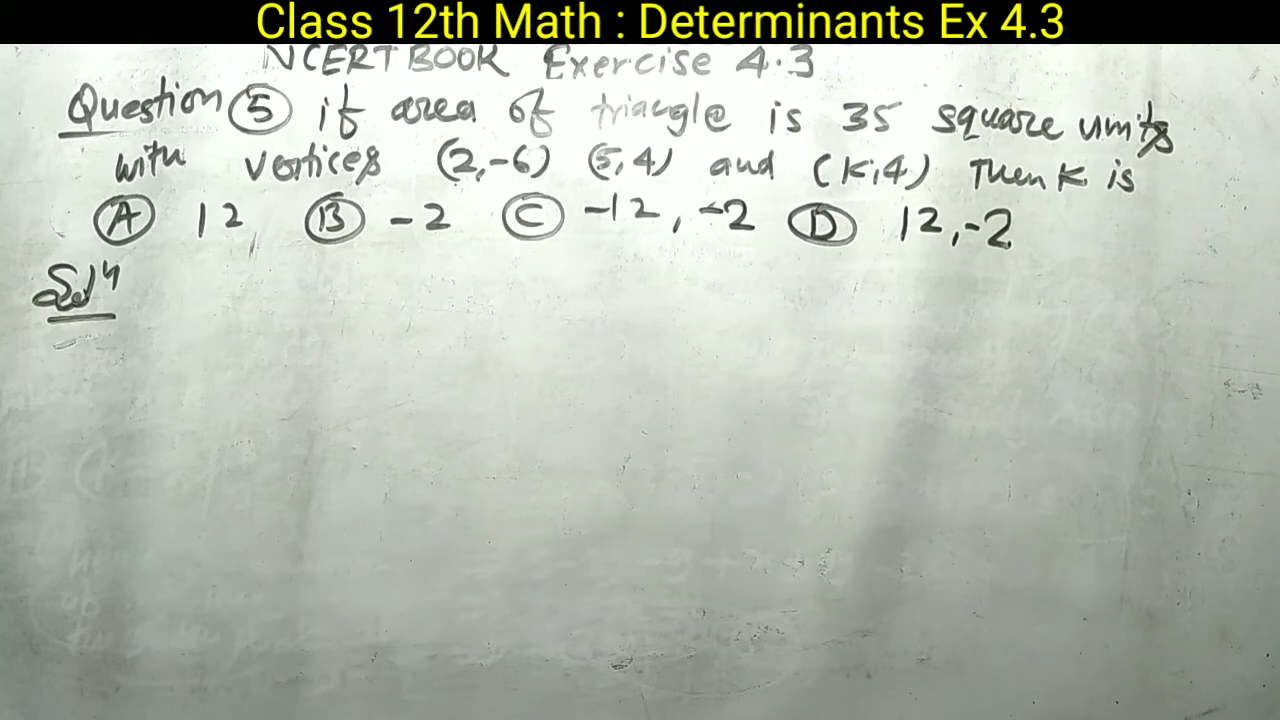 Class 12th Math : Determinants Ex 4.3
NCERT BOOK Exercise 4.3
Question 5 if area of triangle is 35 square units
with vertices (2,-6) (5,4) and (K,4) Then K is
A 12 B -2 C -12, -2 D 12,-2
Solⁿ